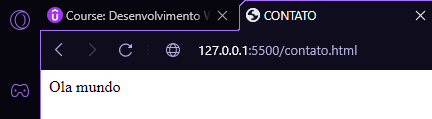 Course: Desenvolvimento W
CONTATO
127.0.0.1:5500/contato.html
Ola mundo